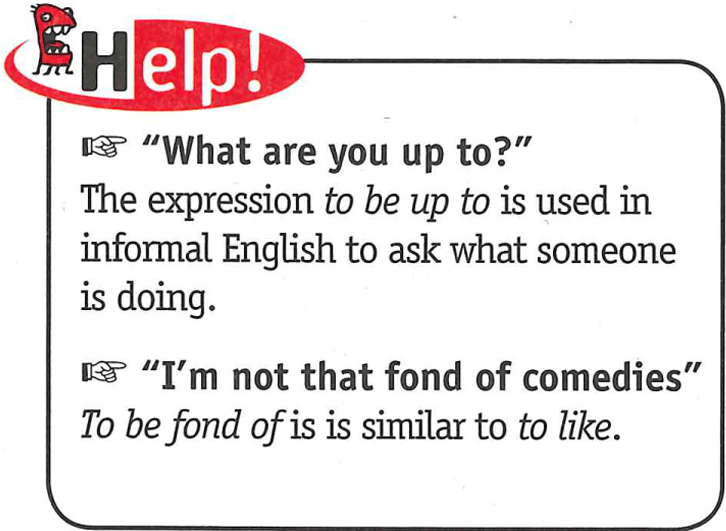 Help!
☞ “What are you up to?”
The expression to be up to is used in
informal English to ask what someone
is doing.
☞ “I’m not that fond of comedies”
To be fond of is is similar to to like.